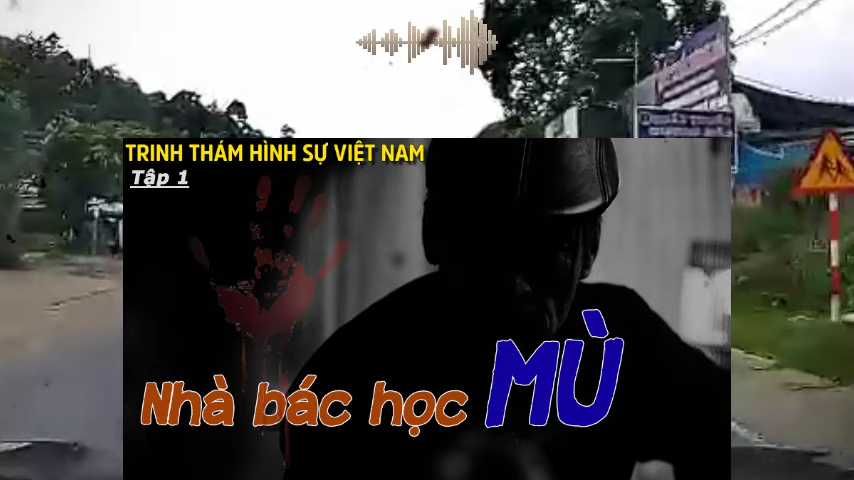 TRINH THÁM HÌNH SỰ VIỆT NAM
Tập 1
Nhà bác học MÙ